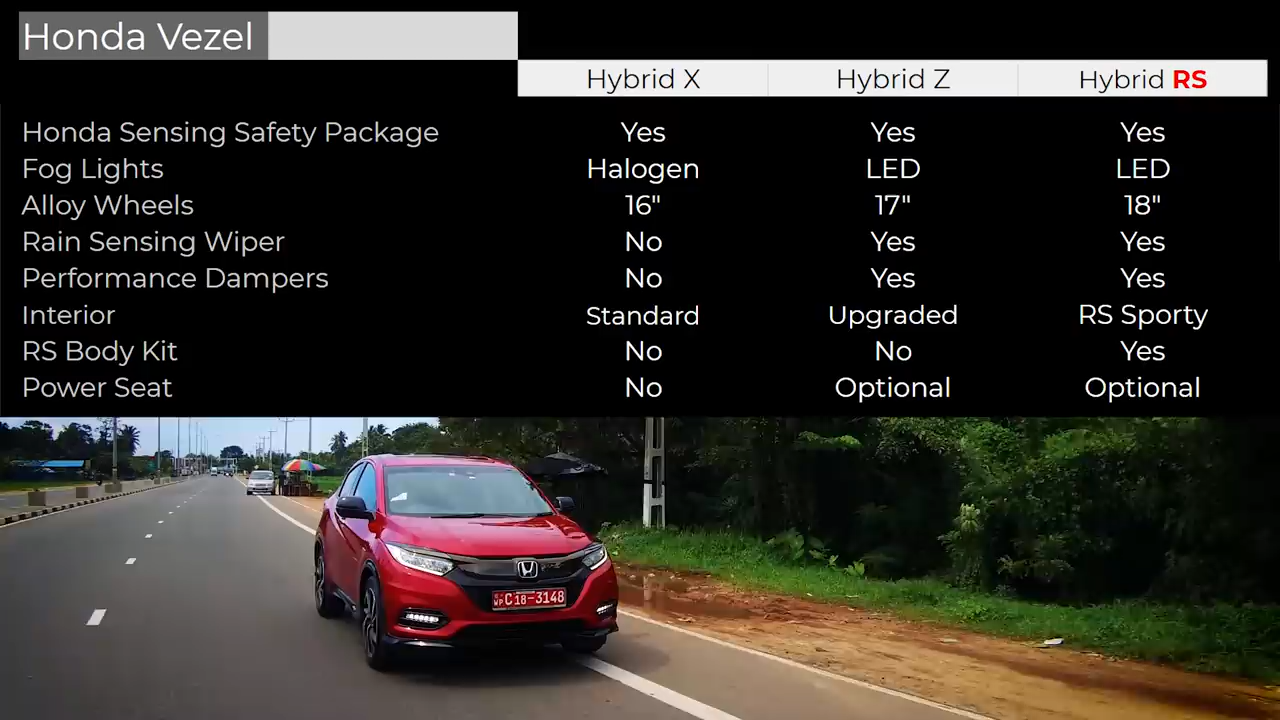 Honda Vezel
Hybrid X Hybrid Z Hybrid RS
Honda Sensing Safety Package Yes Yes Yes
Fog Lights Halogen LED LED
Alloy Wheels 16" 17" 18"
Rain Sensing Wiper No Yes Yes
Performance Dampers No Yes Yes
Interior Standard Upgraded RS Sporty
RS Body Kit No No Yes
Power Seat No Optional Optional
WP C18-3148